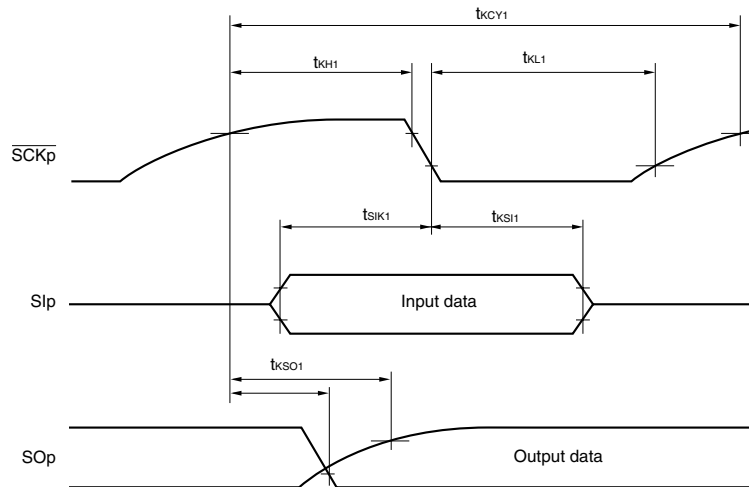 tKCY1
tKH1
tKL1
SCKp
tSIK1
tKSI1
SIp
Input data
tKSO1
SOp
Output data